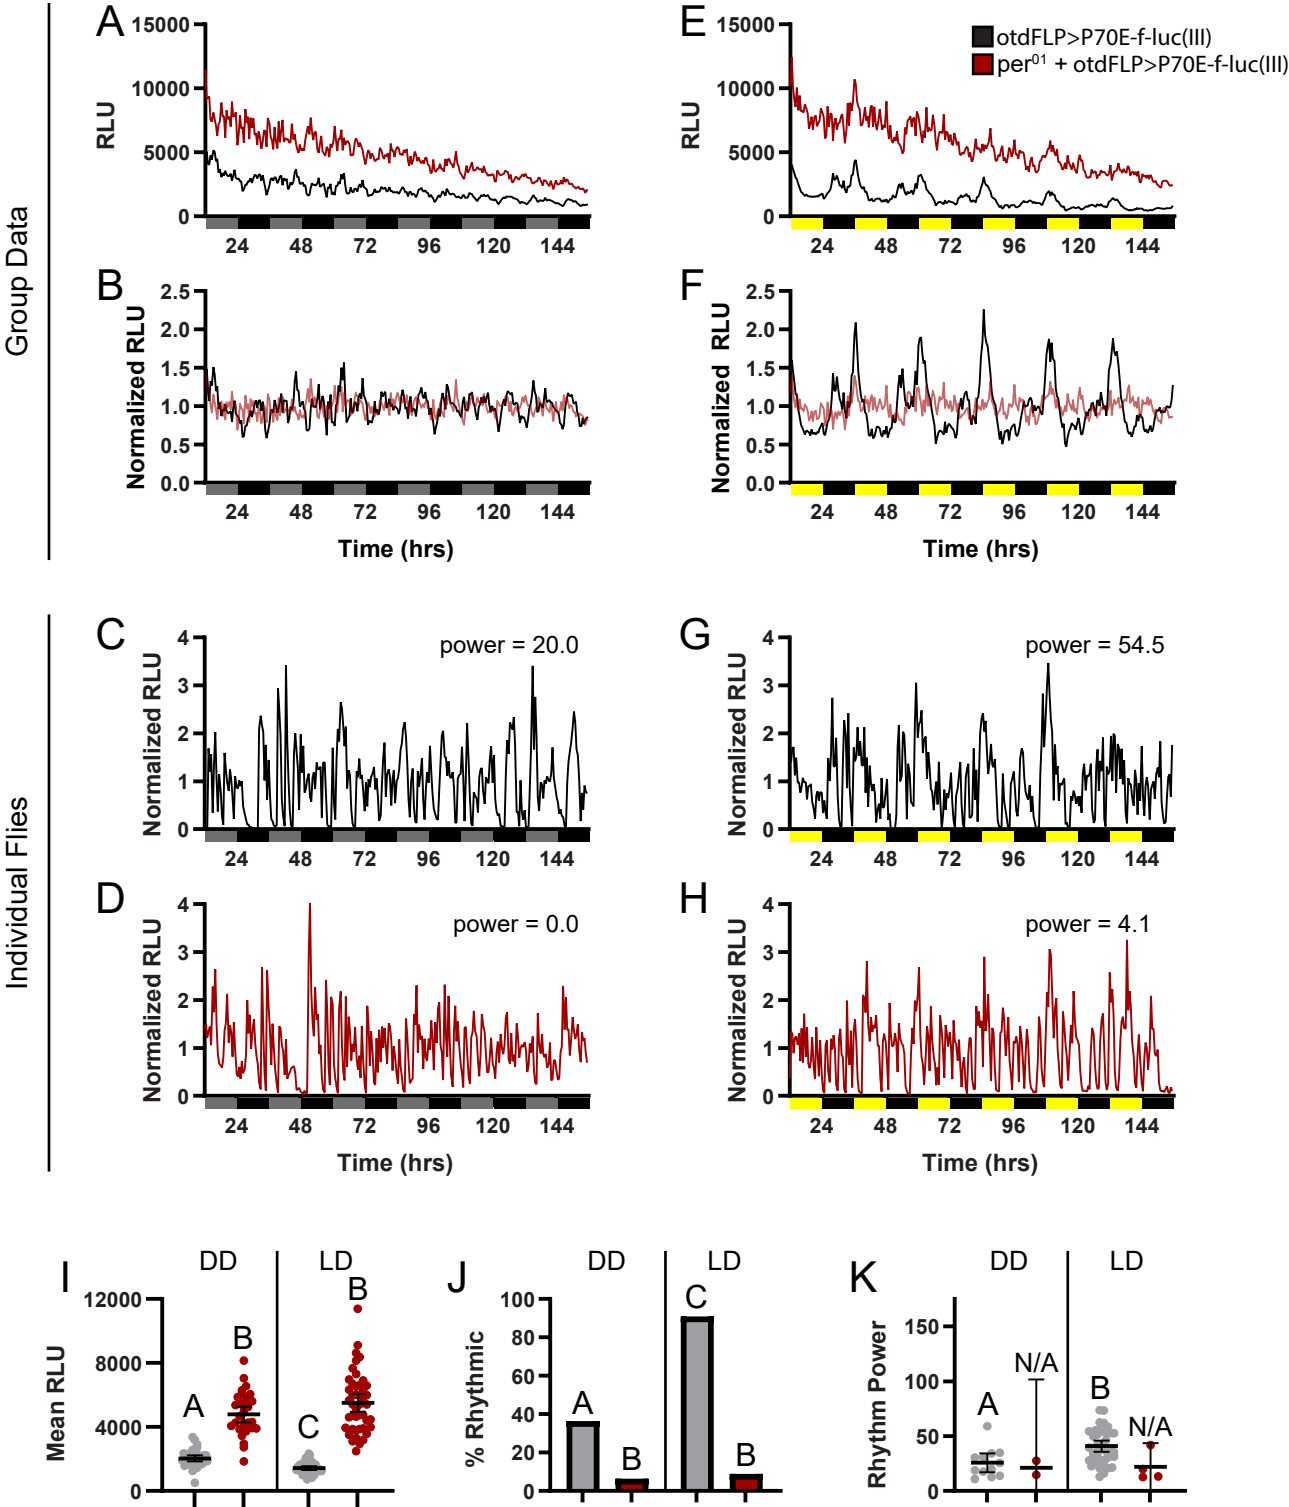 Group Data
A
RLU
15000
10000
5000
0
24 48 72 96 120 144
E
RLU
15000
10000
5000
0
24 48 72 96 120 144
otdFLP>P70E-f-luc(III)
per01 + otdFLP>P70E-f-luc(III)
B
Normalized RLU
2.5
2.0
1.5
1.0
0.5
0.0
24 48 72 96 120 144
Time (hrs)
F
Normalized RLU
2.5
2.0
1.5
1.0
0.5
0.0
24 48 72 96 120 144
Time (hrs)
Individual Flies
C
Normalized RLU
power = 20.0
4
3
2
1
0
24 48 72 96 120 144
G
Normalized RLU
power = 54.5
4
3
2
1
0
24 48 72 96 120 144
D
Normalized RLU
power = 0.0
4
3
2
1
0
24 48 72 96 120 144
Time (hrs)
H
Normalized RLU
power = 4.1
4
3
2
1
0
24 48 72 96 120 144
Time (hrs)
I
DD LD
Mean RLU
12000
8000
4000
0
A B C B
J
DD LD
% Rhythmic
100
80
60
40
20
0
A B C B
K
DD LD
Rhythm Power
150
100
50
0
A N/A B N/A